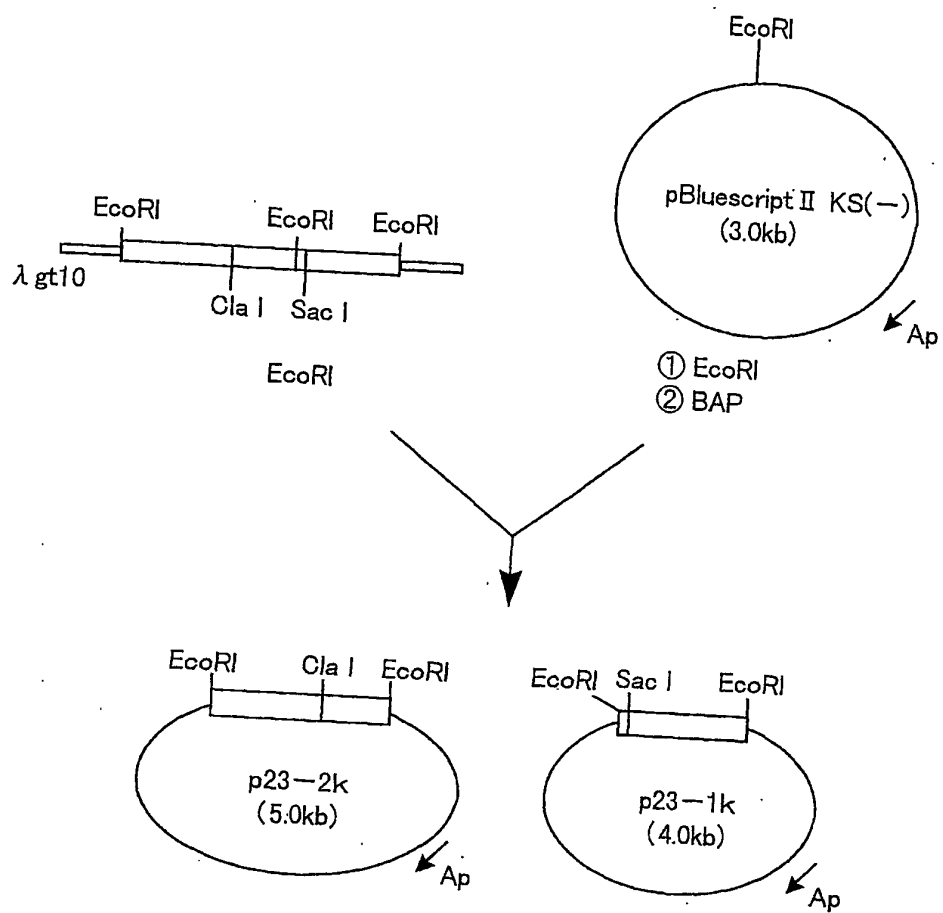 EcoRI
pBluescript II KS(−)
(3.0kb)
Ap
① EcoRI
② BAP
EcoRI
EcoRI
EcoRI
λgt10
Cla I
Sac I
EcoRI
EcoRI
Cla I
EcoRI
p23−2k
(5.0kb)
Ap
EcoRI
Sac I
EcoRI
p23−1k
(4.0kb)
Ap